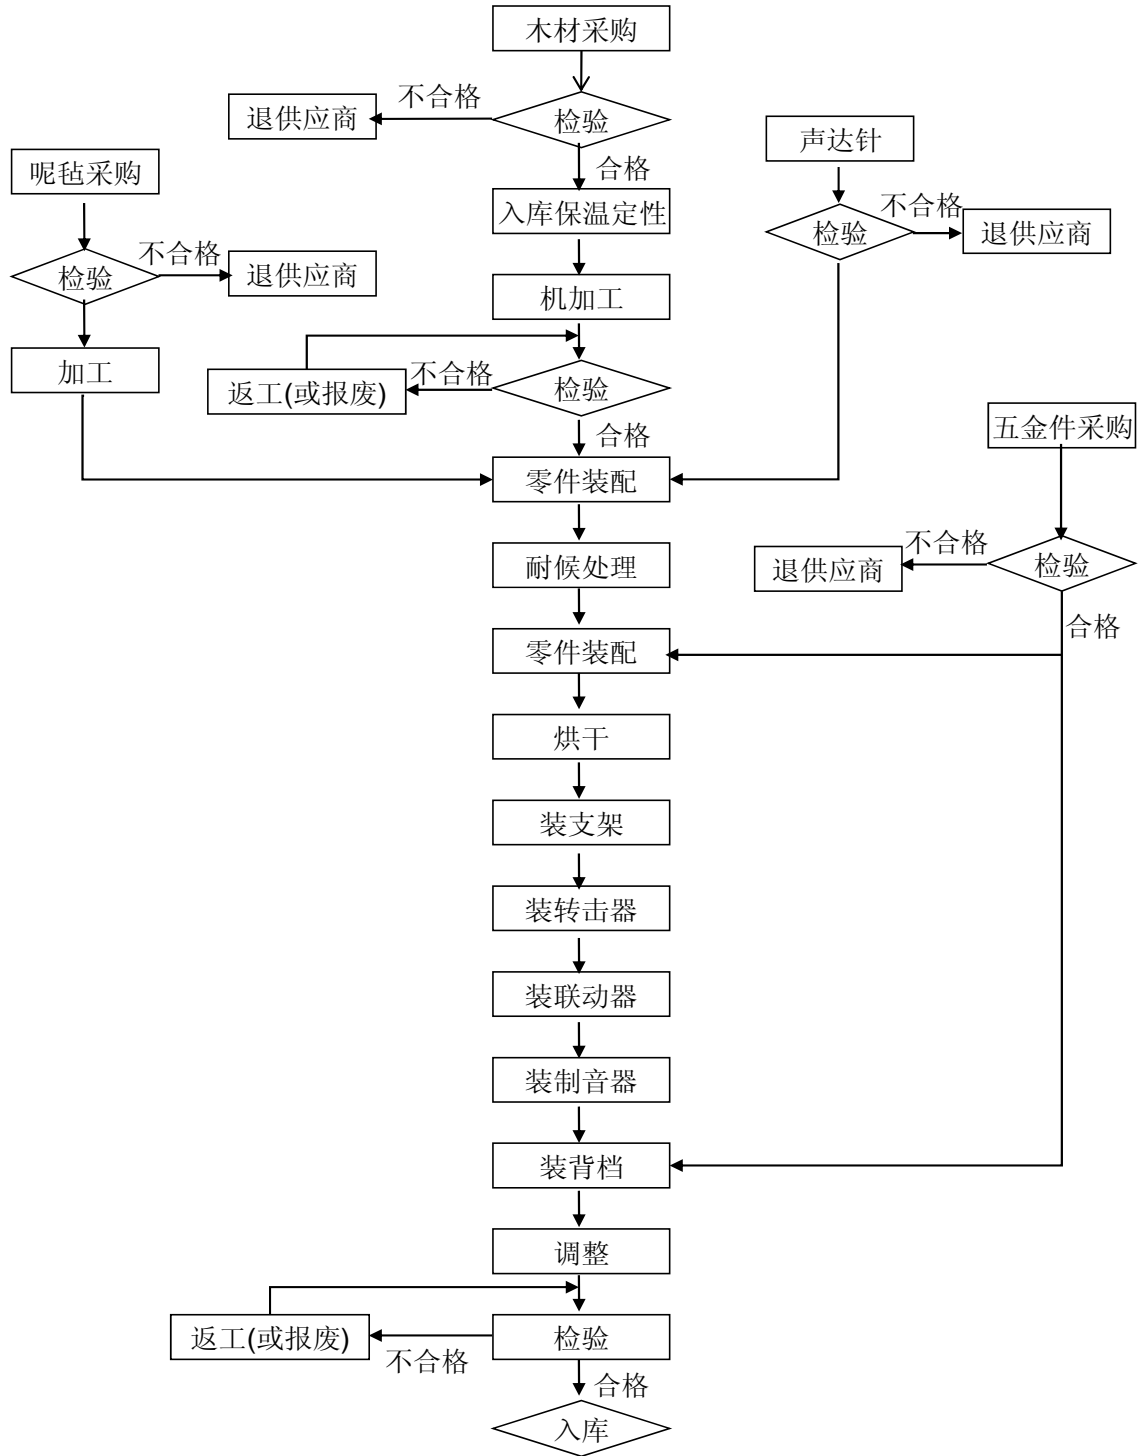 木材采购
不合格
退供应商
检验
声达针
呢毡采购
合格
入库保温定性
不合格
检验
退供应商
不合格
检验
退供应商
机加工
加工
不合格
返工(或报废)
检验
五金件采购
合格
零件装配
不合格
耐候处理
退供应商
检验
合格
零件装配
烘干
装支架
装转击器
装联动器
装制音器
装背档
调整
返工(或报废)
检验
不合格
合格
入库